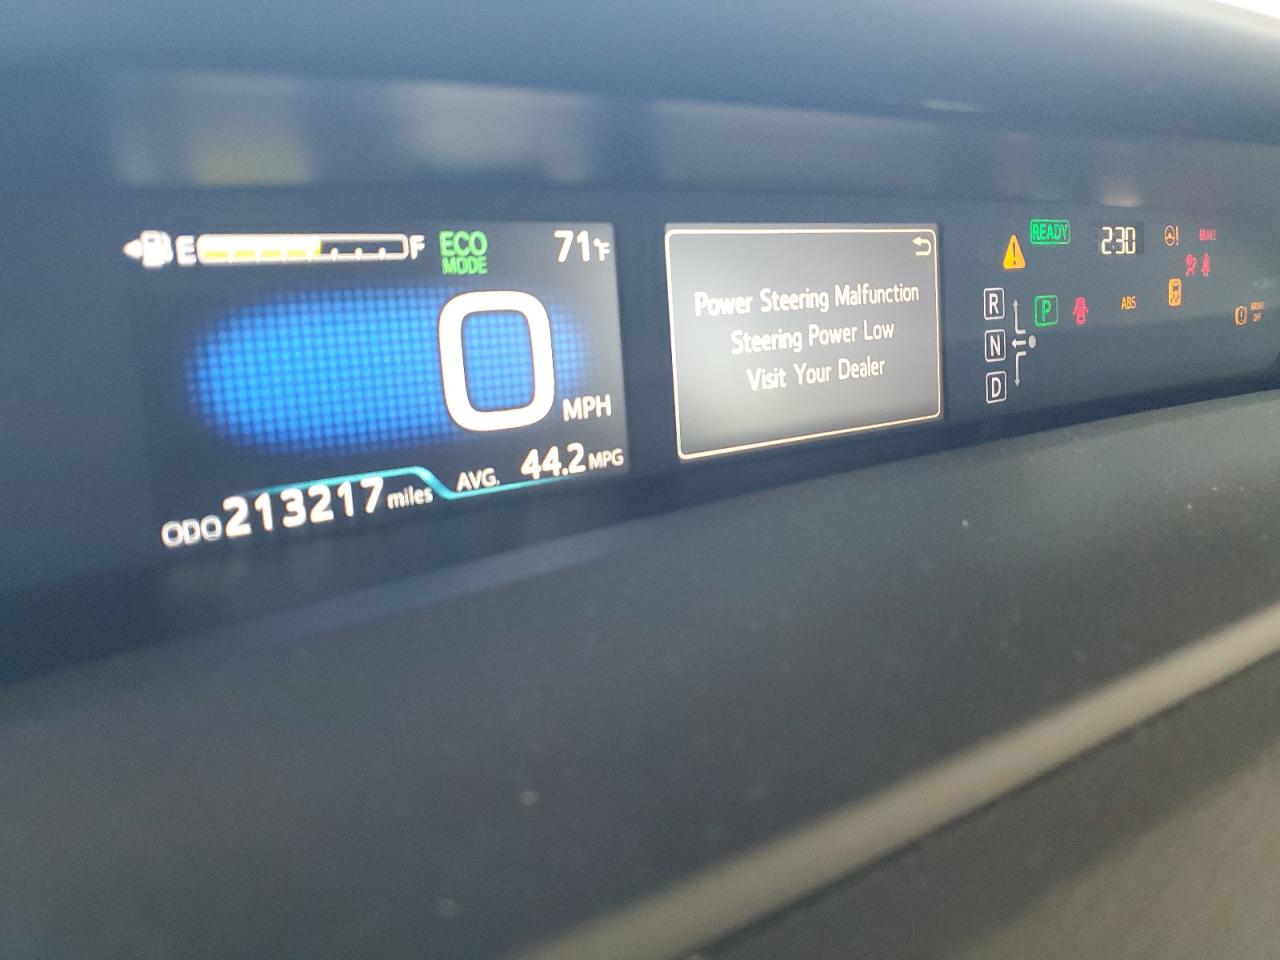 E F
ECO
MODE
71°F
0
MPH
AVG. 44.2 MPG
ODO 213217 miles
Power Steering Malfunction
Steering Power Low
Visit Your Dealer
READY
2:30
BRAKE
R
P
ABS
N
D
OFF